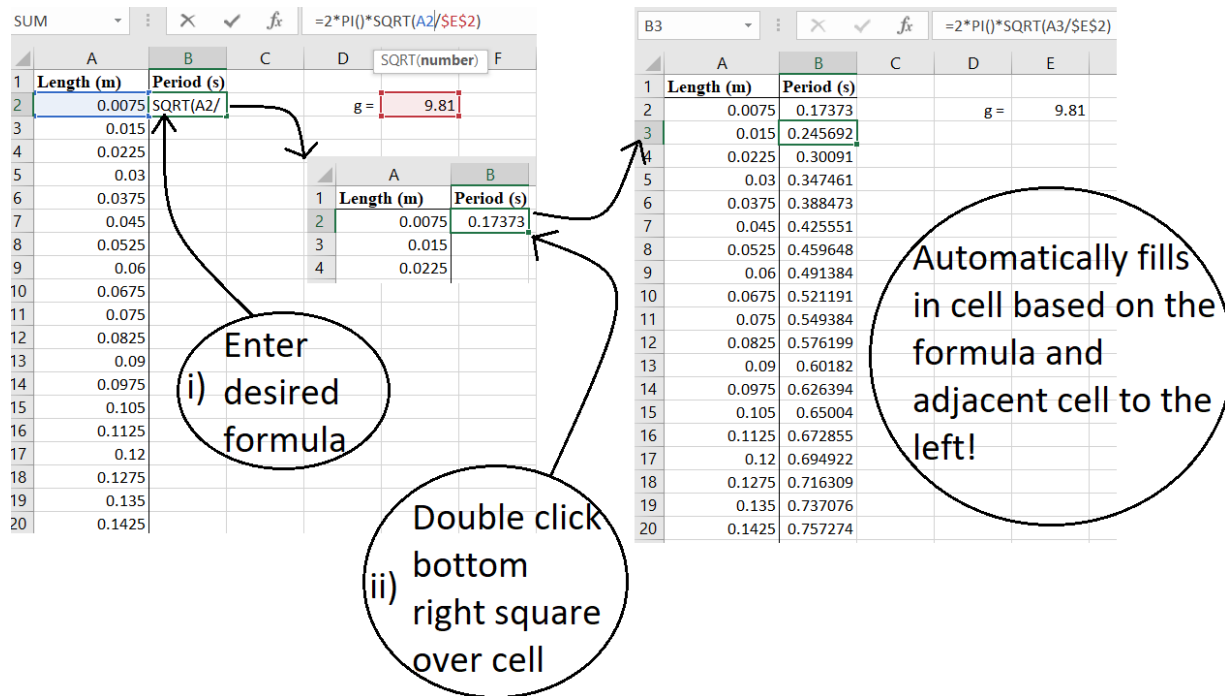 SUM =2*PI()*SQRT(A2/$E$2)
A B C D SQRT(number) F
1 Length (m) Period (s)
2 0.0075 SQRT(A2/ g = 9.81
3 0.015
4 0.0225
5 0.03
6 0.0375
7 0.045
8 0.0525
9 0.06
10 0.0675
11 0.075
12 0.0825
13 0.09
14 0.0975
15 0.105
16 0.1125
17 0.12
18 0.1275
19 0.135
20 0.1425
A B
1 Length (m) Period (s)
2 0.0075 0.17373
3 0.015
4 0.0225
i) Enter
desired
formula
ii) Double click
bottom
right square
over cell
B3 fx =2*PI()*SQRT(A3/$E$2)
A B C D E
1 Length (m) Period (s)
2 0.0075 0.17373 g = 9.81
3 0.015 0.245692
4 0.0225 0.30091
5 0.03 0.347461
6 0.0375 0.388473
7 0.045 0.425551
8 0.0525 0.459648
9 0.06 0.491384
10 0.0675 0.521191
11 0.075 0.549384
12 0.0825 0.576199
13 0.09 0.60182
14 0.0975 0.626394
15 0.105 0.65004
16 0.1125 0.672855
17 0.12 0.694922
18 0.1275 0.716309
19 0.135 0.737076
20 0.1425 0.757274
Automatically fills
in cell based on the
formula and
adjacent cell to the
left!